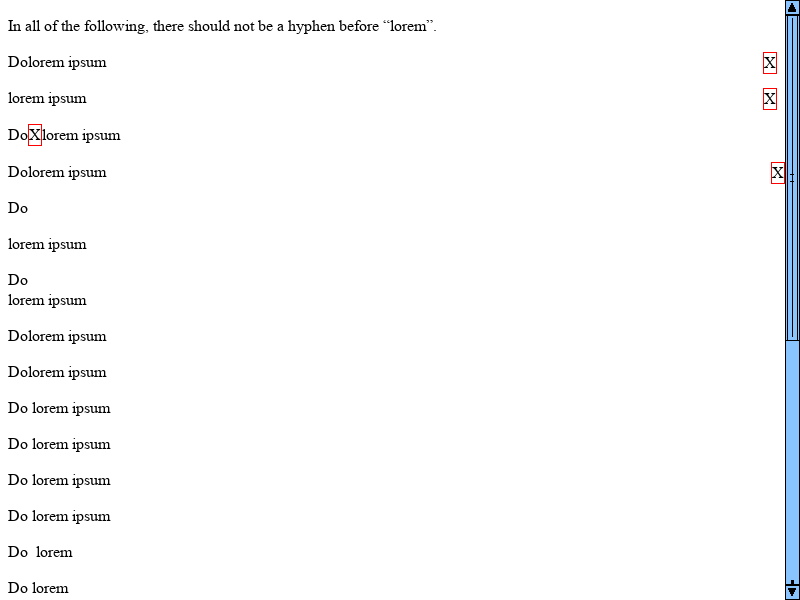 In all of the following, there should not be a hyphen before “lorem”.
Dolorem ipsum X
lorem ipsum X
DoXlorem ipsum
Dolorem ipsum X
Do
lorem ipsum
Do
lorem ipsum
Dolorem ipsum
Dolorem ipsum
Do lorem ipsum
Do lorem ipsum
Do lorem ipsum
Do lorem ipsum
Do  lorem
Do lorem